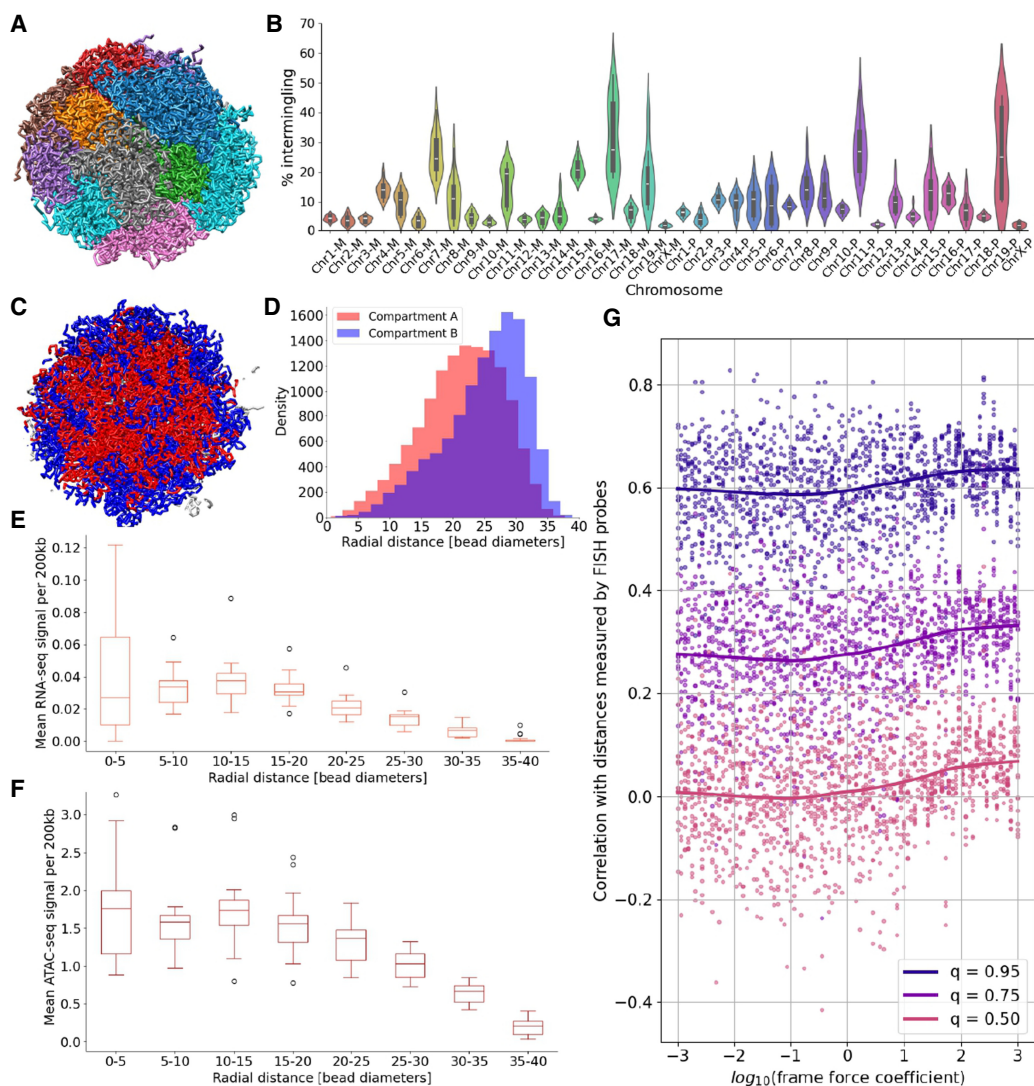 A
B
% intermingling
70
60
50
40
30
20
10
0
Chr1-M
Chr2-M
Chr3-M
Chr4-M
Chr5-M
Chr6-M
Chr7-M
Chr8-M
Chr9-M
Chr10-M
Chr11-M
Chr12-M
Chr13-M
Chr14-M
Chr15-M
Chr16-M
Chr17-M
Chr18-M
Chr19-M
ChrX-M
Chr1-P
Chr2-P
Chr3-P
Chr4-P
Chr5-P
Chr6-P
Chr7-P
Chr8-P
Chr9-P
Chr10-P
Chr11-P
Chr12-P
Chr13-P
Chr14-P
Chr15-P
Chr16-P
Chr17-P
Chr18-P
Chr19-P
ChrX-P
Chromosome
C
D
Compartment A
Compartment B
Density
1600
1400
1200
1000
800
600
400
200
0
0 5 10 15 20 25 30 35 40
Radial distance [bead diameters]
E
Mean RNA-seq signal per 200kb
0.12
0.10
0.08
0.06
0.04
0.02
0.00
0-5 5-10 10-15 15-20 20-25 25-30 30-35 35-40
Radial distance [bead diameters]
F
Mean ATAC-seq signal per 200kb
3.0
2.5
2.0
1.5
1.0
0.5
0.0
0-5 5-10 10-15 15-20 20-25 25-30 30-35 35-40
Radial distance [bead diameters]
G
Correlation with distances measured by FISH probes
0.8
0.6
0.4
0.2
0.0
−0.2
−0.4
q = 0.95
q = 0.75
q = 0.50
−3 −2 −1 0 1 2 3
log10(frame force coefficient)